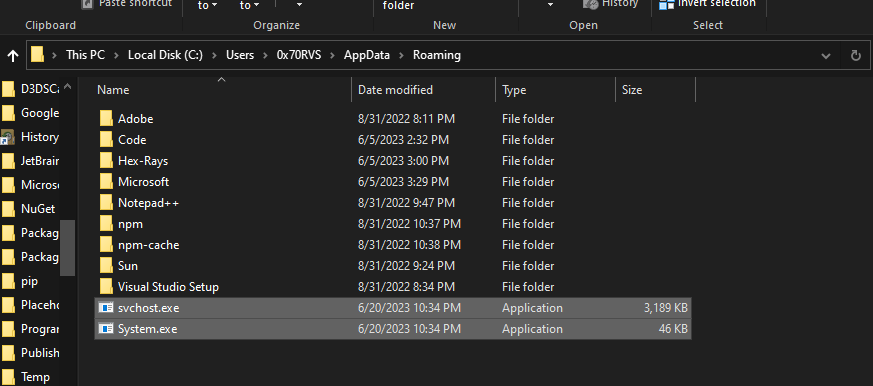 Paste shortcut
to to folder History Invert selection
Clipboard Organize New Open Select
This PC > Local Disk (C:) > Users > 0x70RVS > AppData > Roaming
Name Date modified Type Size
D3DSCa
Google
History
JetBrain
Micros
NuGet
Packag
Packag
pip
Placeho
Program
Publish
Temp
Adobe 8/31/2022 8:11 PM File folder
Code 6/5/2023 2:32 PM File folder
Hex-Rays 6/5/2023 3:00 PM File folder
Microsoft 6/5/2023 3:29 PM File folder
Notepad++ 8/31/2022 9:47 PM File folder
npm 8/31/2022 10:37 PM File folder
npm-cache 8/31/2022 10:38 PM File folder
Sun 8/31/2022 9:24 PM File folder
Visual Studio Setup 8/31/2022 8:34 PM File folder
svchost.exe 6/20/2023 10:34 PM Application 3,189 KB
System.exe 6/20/2023 10:34 PM Application 46 KB